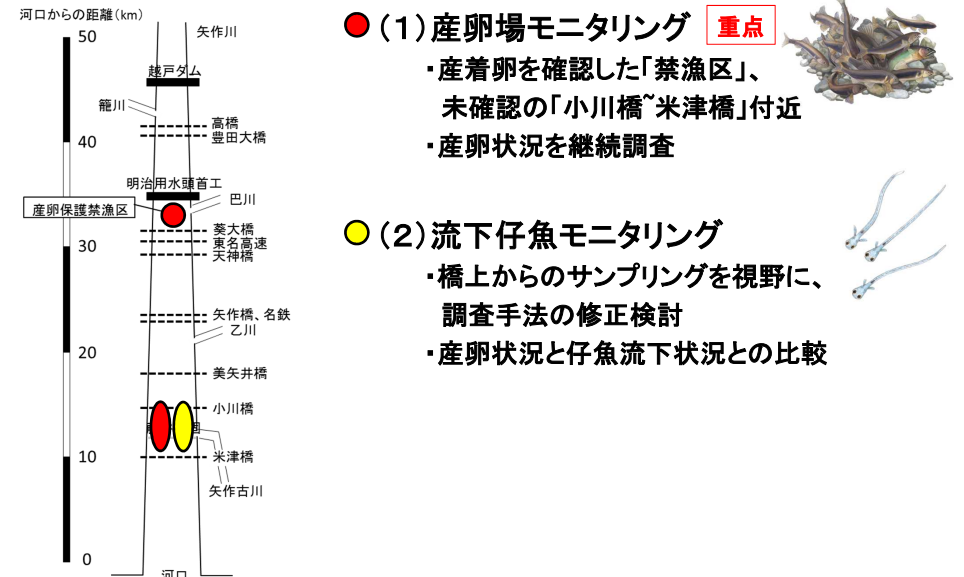 河口からの距離(km)
50
矢作川
越戸ダム
籠川
高橋
豊田大橋
40
明治用水頭首工
巴川
産卵保護禁漁区
葵大橋
東名高速
天神橋
30
矢作橋、名鉄
乙川
20
美矢井橋
小川橋
米津橋
10
矢作古川
0
河口
(1)産卵場モニタリング 重点
・産着卵を確認した「禁漁区」、
未確認の「小川橋~米津橋」付近
・産卵状況を継続調査
(2)流下仔魚モニタリング
・橋上からのサンプリングを視野に、
調査手法の修正検討
・産卵状況と仔魚流下状況との比較